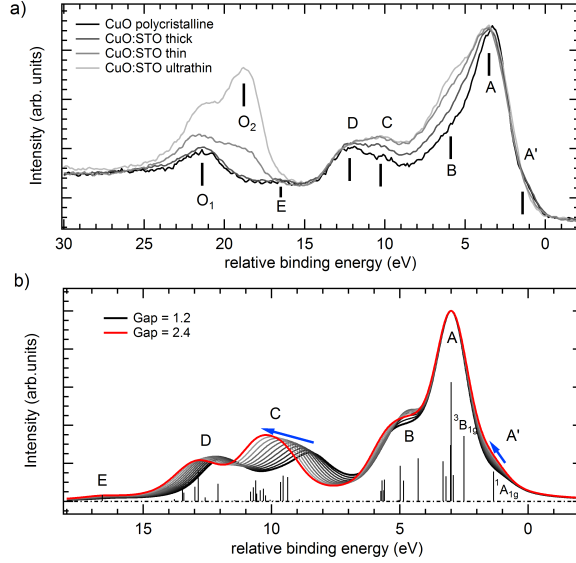 a)
CuO polycristalline
CuO:STO thick
CuO:STO thin
CuO:STO ultrathin
Intensity (arb. units)
O2
O1
E
D
C
B
A
A'
30
25
20
15
10
5
0
relative binding energy (eV)
b)
Gap = 1.2
Gap = 2.4
Intensity (arb.units)
E
D
C
B
A
3B1g
A'
1A1g
15
10
5
0
relative binding energy (eV)